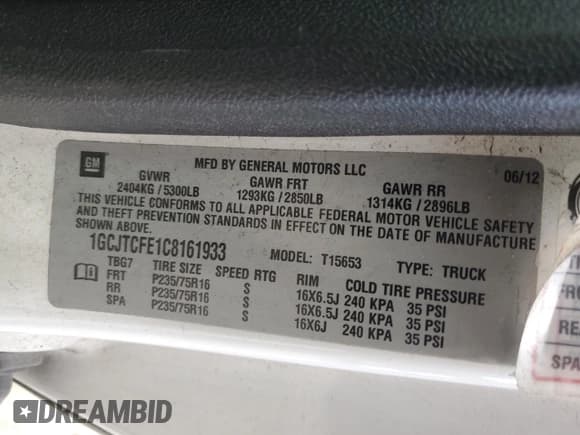 GM
MFD BY GENERAL MOTORS LLC
06/12
GVWR GAWR FRT GAWR RR
2404KG / 5300LB 1293KG / 2850LB 1314KG / 2896LB
THIS VEHICLE CONFORMS TO ALL APPLICABLE FEDERAL MOTOR VEHICLE SAFETY
AND THEFT PREVENTION STANDARDS IN EFFECT ON THE DATE OF MANUFACTURE
SHOWN ABOVE.
1GCJTCFE1C8161933 MODEL: T15653 TYPE: TRUCK
TBG7 TIRE SIZE SPEED RTG RIM COLD TIRE PRESSURE
FRT P235/75R16 S 16X6.5J 240 KPA 35 PSI
RR P235/75R16 S 16X6.5J 240 KPA 35 PSI
SPA P235/75R16 S 16X6J 240 KPA 35 PSI
FRO
REA
SPA
DREAMBID